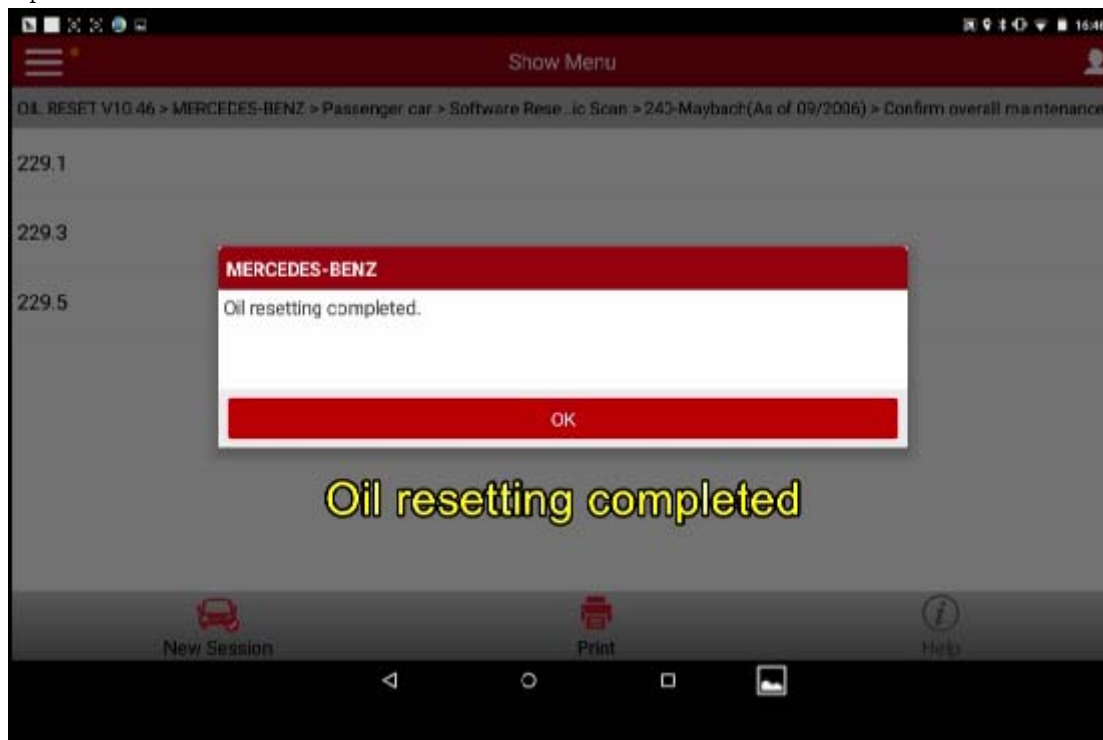 16:46
Show Menu
OIL RESET V10.46 > MERCEDES-BENZ > Passenger car > Software Rese...ic Scan > 240-Maybach(As of 09/2006) > Confirm overall maintenance
229.1
229.3
229.5
MERCEDES-BENZ
Oil resetting completed.
OK
Oil resetting completed
New Session
Print
Help